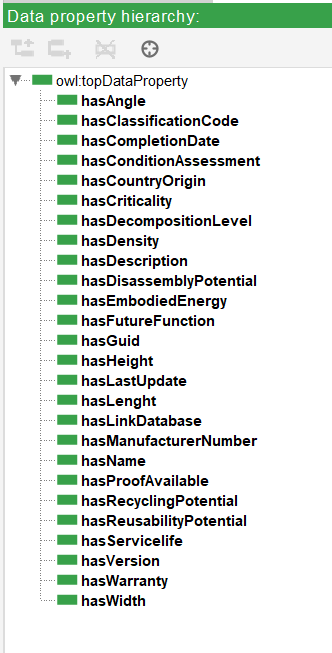 Data property hierarchy:
owl:topDataProperty
hasAngle
hasClassificationCode
hasCompletionDate
hasConditionAssessment
hasCountryOrigin
hasCriticality
hasDecompositionLevel
hasDensity
hasDescription
hasDisassemblyPotential
hasEmbodiedEnergy
hasFutureFunction
hasGuid
hasHeight
hasLastUpdate
hasLenght
hasLinkDatabase
hasManufacturerNumber
hasName
hasProofAvailable
hasRecyclingPotential
hasReusabilityPotential
hasServicelife
hasVersion
hasWarranty
hasWidth